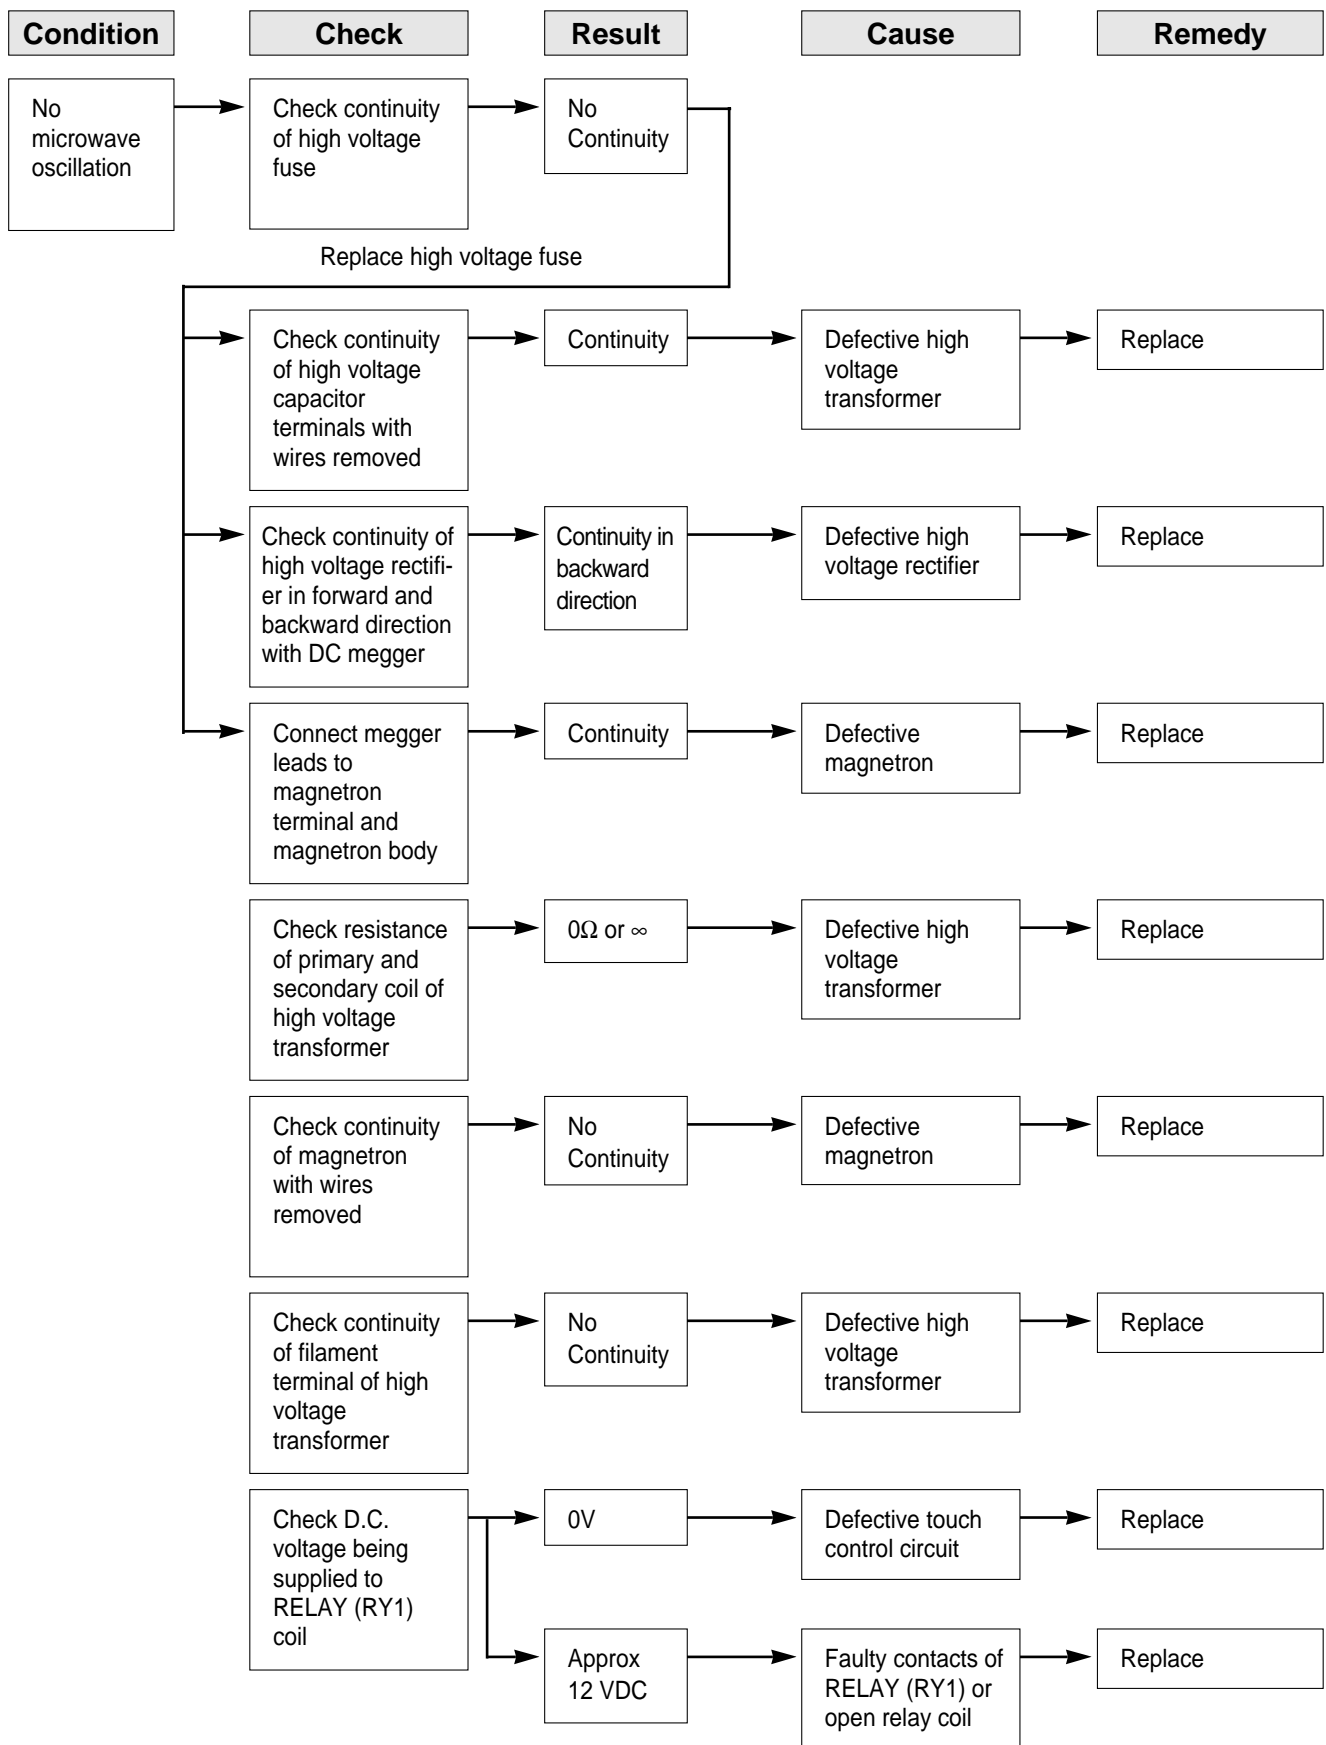 Condition
Check
Result
Cause
Remedy
No
microwave
oscillation
Check continuity
of high voltage
fuse
No
Continuity
Replace high voltage fuse
Check continuity
of high voltage
capacitor
terminals with
wires removed
Continuity
Defective high
voltage
transformer
Replace
Check continuity of
high voltage rectifi-
er in forward and
backward direction
with DC megger
Continuity in
backward
direction
Defective high
voltage rectifier
Replace
Connect megger
leads to
magnetron
terminal and
magnetron body
Continuity
Defective
magnetron
Replace
Check resistance
of primary and
secondary coil of
high voltage
transformer
0Ω or ∞
Defective high
voltage
transformer
Replace
Check continuity
of magnetron
with wires
removed
No
Continuity
Defective
magnetron
Replace
Check continuity
of filament
terminal of high
voltage
transformer
No
Continuity
Defective high
voltage
transformer
Replace
Check D.C.
voltage being
supplied to
RELAY (RY1)
coil
0V
Defective touch
control circuit
Replace
Approx
12 VDC
Faulty contacts of
RELAY (RY1) or
open relay coil
Replace